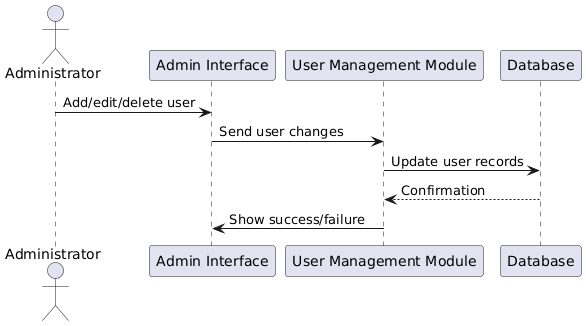 Administrator
Admin Interface
User Management Module
Database
Add/edit/delete user
Send user changes
Update user records
Confirmation
Show success/failure
Administrator
Admin Interface
User Management Module
Database